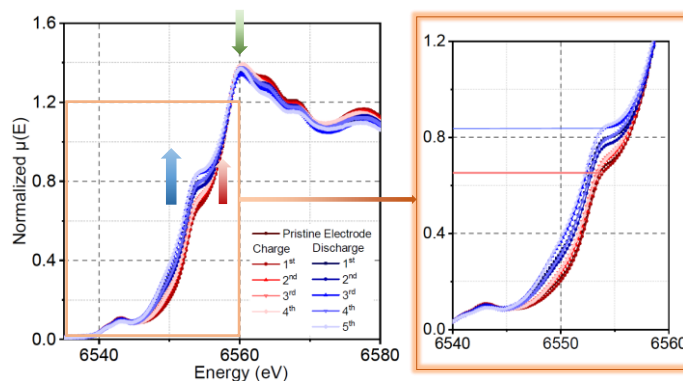 1.6
1.2
0.8
0.4
0.0
Normalized μ(E)
6540 6550 6560 6570 6580
Energy (eV)
Pristine Electrode
Charge Discharge
1st 1st
2nd 2nd
3rd 3rd
4th 4th
5th
1.2
0.8
0.4
0.0
6540 6550 6560